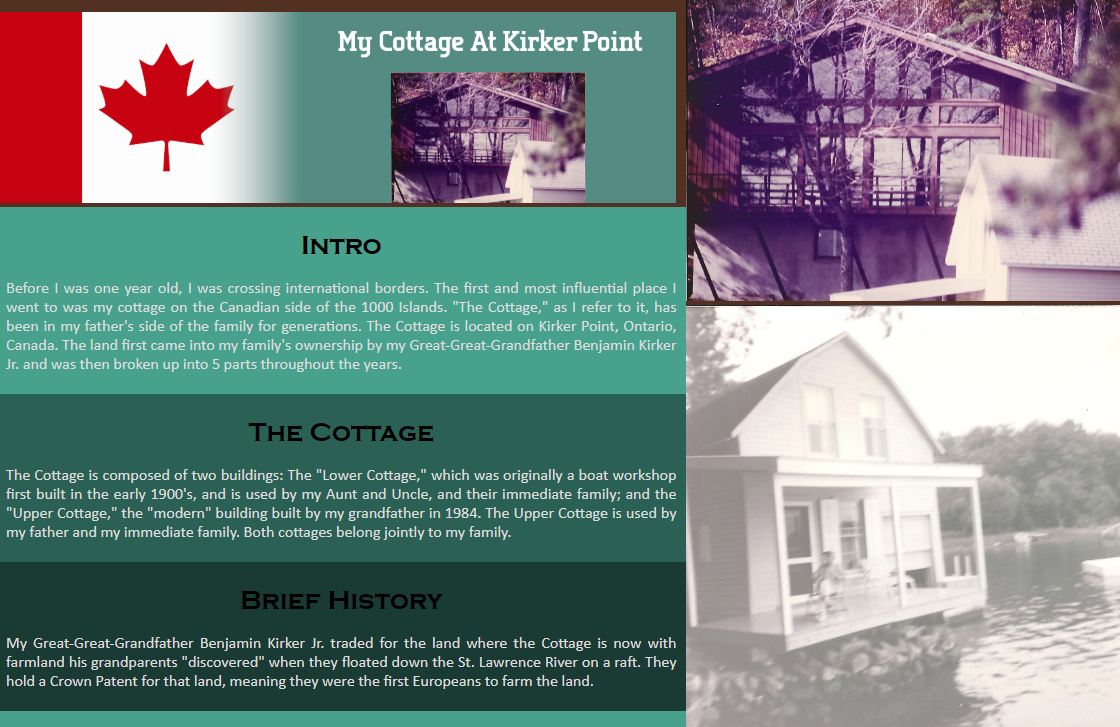 My Cottage At Kirker Point
Intro
Before I was one year old, I was crossing international borders. The first and most influential place I
went to was my cottage on the Canadian side of the 1000 Islands. "The Cottage," as I refer to it, has
been in my father's side of the family for generations. The Cottage is located on Kirker Point, Ontario,
Canada. The land first came into my family's ownership by my Great-Great-Grandfather Benjamin Kirker
Jr. and was then broken up into 5 parts throughout the years.
The Cottage
The Cottage is composed of two buildings: The "Lower Cottage," which was originally a boat workshop
first built in the early 1900's, and is used by my Aunt and Uncle, and their immediate family; and the
"Upper Cottage," the "modern" building built by my grandfather in 1984. The Upper Cottage is used by
my father and my immediate family. Both cottages belong jointly to my family.
Brief History
My Great-Great-Grandfather Benjamin Kirker Jr. traded for the land where the Cottage is now with
farmland his grandparents "discovered" when they floated down the St. Lawrence River on a raft. They
hold a Crown Patent for that land, meaning they were the first Europeans to farm the land.